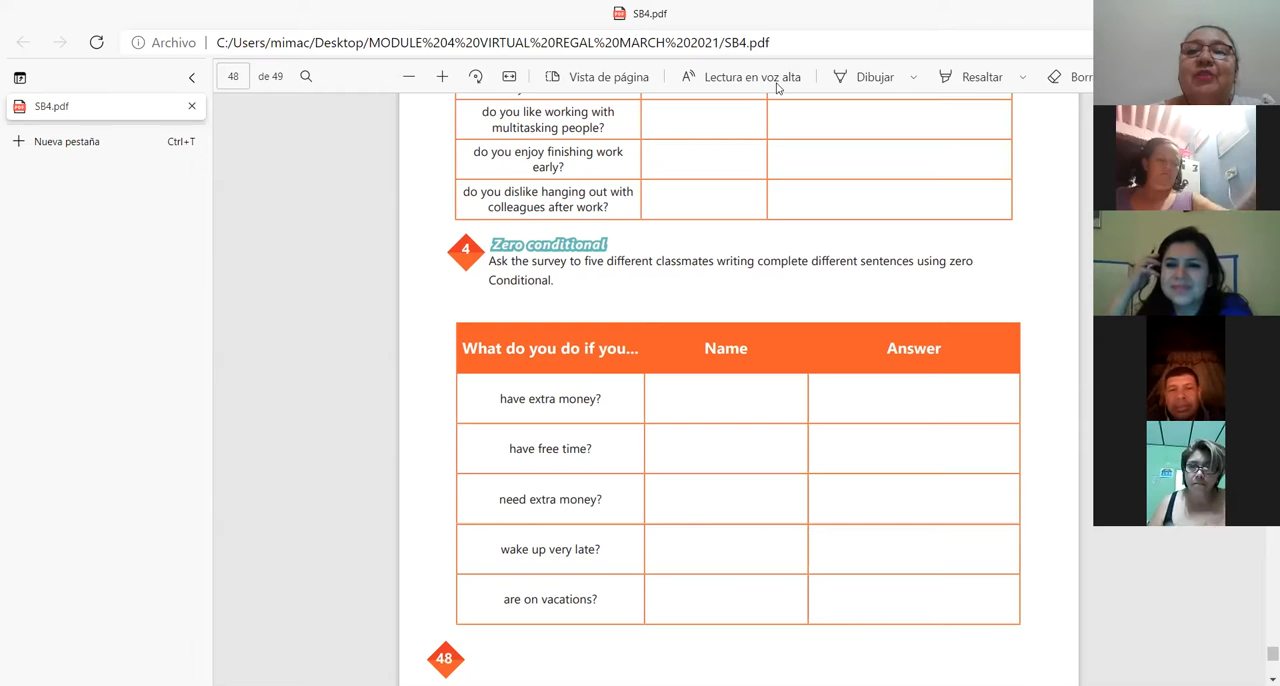 SB4.pdf
Archivo
C:/Users/mimac/Desktop/MODULE%204%20VIRTUAL%20REGAL%20MARCH%202021/SB4.pdf
48 de 49
Vista de página
Lectura en voz alta
Dibujar
Resaltar
Borr
SB4.pdf
Nueva pestaña Ctrl+T
do you like working with
multitasking people?
do you enjoy finishing work
early?
do you dislike hanging out with
colleagues after work?
4 Zero conditional
Ask the survey to five different classmates writing complete different sentences using zero
Conditional.
What do you do if you... Name Answer
have extra money?
have free time?
need extra money?
wake up very late?
are on vacations?
48